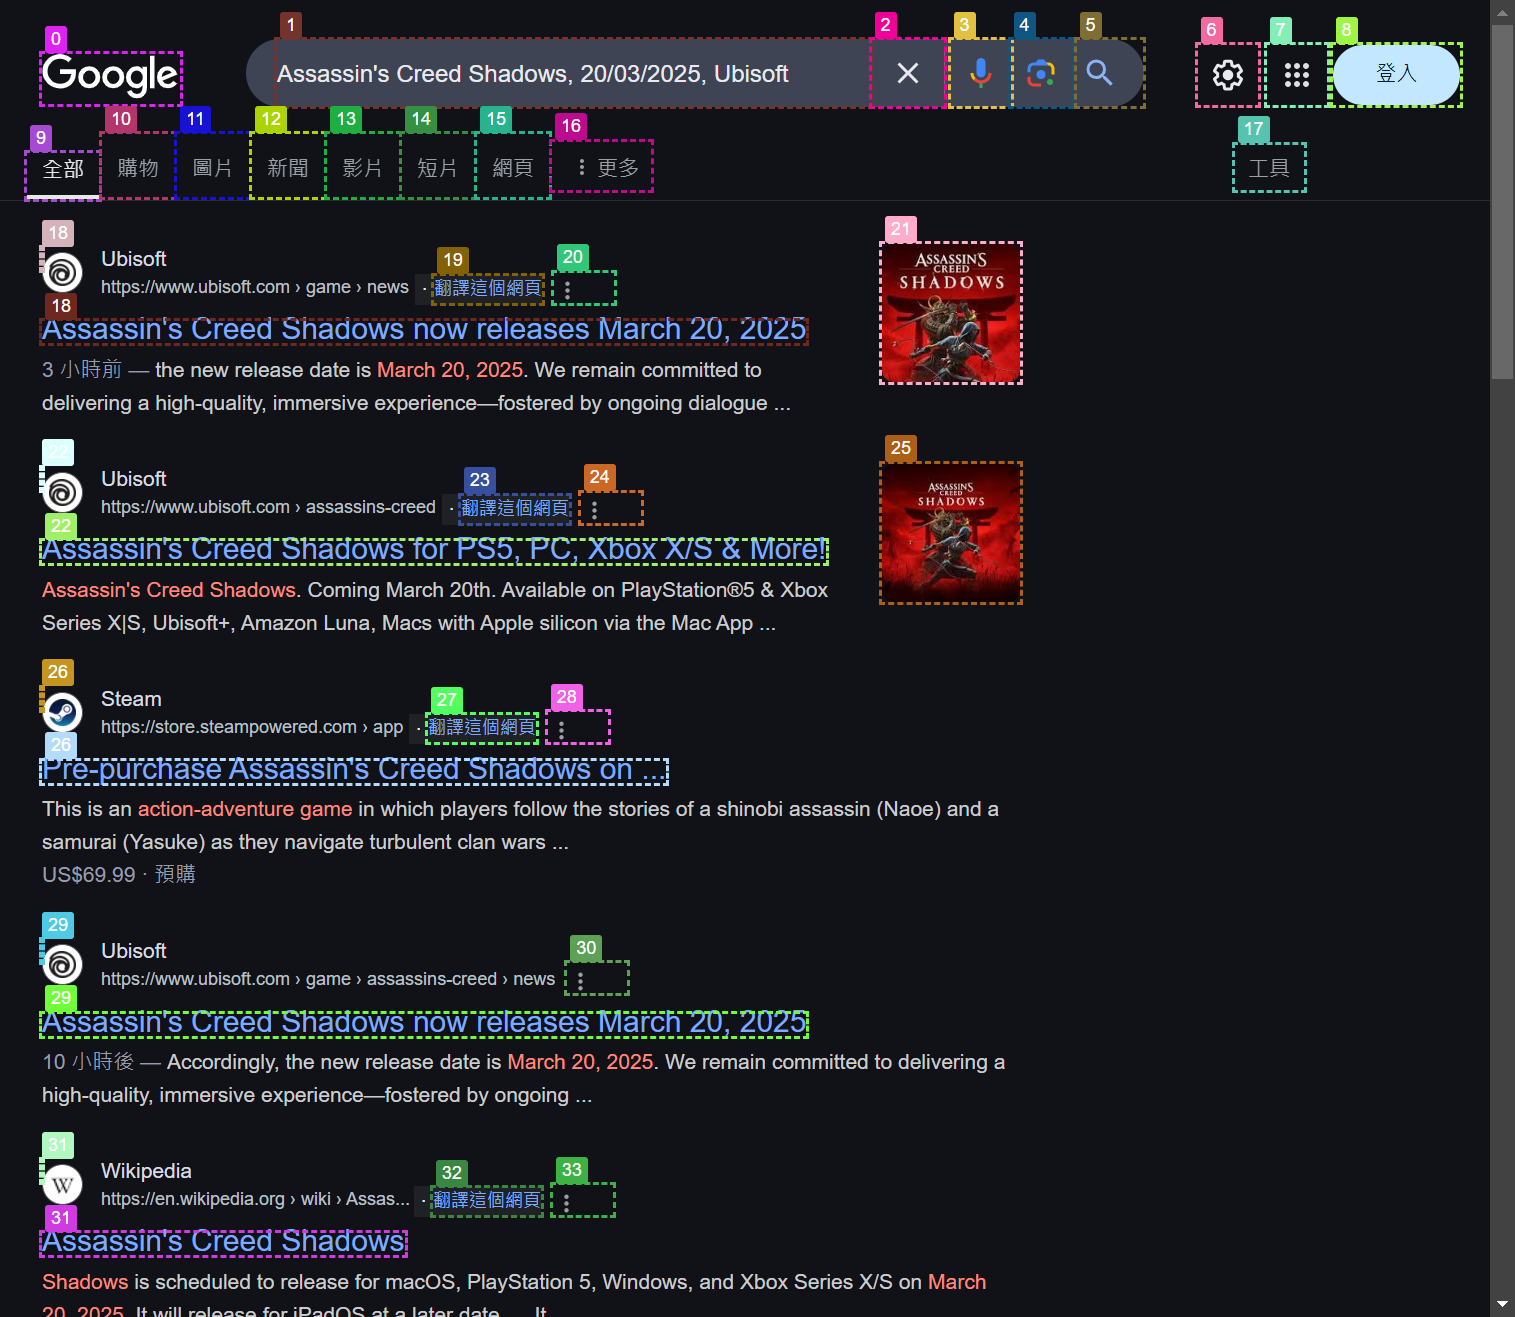 0
1
2
3
4
5
6
7
8
Google
Assassin's Creed Shadows, 20/03/2025, Ubisoft
登入
9
10
11
12
13
14
15
16
17
全部
購物
圖片
新聞
影片
短片
網頁
更多
工具
18
Ubisoft
19
20
https://www.ubisoft.com › game › news · 翻譯這個網頁
18
Assassin's Creed Shadows now releases March 20, 2025
3 小時前 — the new release date is March 20, 2025. We remain committed to
delivering a high-quality, immersive experience—fostered by ongoing dialogue ...
21
ASSASSIN'S
CREED
SHADOWS
22
Ubisoft
23
24
https://www.ubisoft.com › assassins-creed · 翻譯這個網頁
22
Assassin's Creed Shadows for PS5, PC, Xbox X/S & More!
Assassin's Creed Shadows. Coming March 20th. Available on PlayStation®5 & Xbox
Series X|S, Ubisoft+, Amazon Luna, Macs with Apple silicon via the Mac App ...
25
ASSASSIN'S
CREED
SHADOWS
26
Steam
27
28
https://store.steampowered.com › app · 翻譯這個網頁
26
Pre-purchase Assassin's Creed Shadows on ...
This is an action-adventure game in which players follow the stories of a shinobi assassin (Naoe) and a
samurai (Yasuke) as they navigate turbulent clan wars ...
US$69.99 · 預購
29
Ubisoft
30
https://www.ubisoft.com › game › assassins-creed › news
29
Assassin's Creed Shadows now releases March 20, 2025
10 小時後 — Accordingly, the new release date is March 20, 2025. We remain committed to delivering a
high-quality, immersive experience—fostered by ongoing ...
31
Wikipedia
32
33
https://en.wikipedia.org › wiki › Assas... · 翻譯這個網頁
31
Assassin's Creed Shadows
Shadows is scheduled to release for macOS, PlayStation 5, Windows, and Xbox Series X/S on March
20, 2025. It will release for iPadOS at a later date. ... It